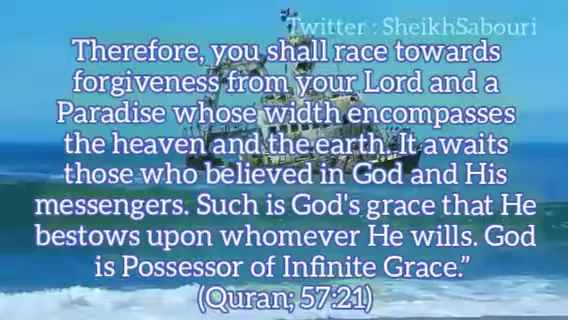 Twitter : SheikhSabouri
Therefore, you shall race towards
forgiveness from your Lord and a
Paradise whose width encompasses
the heaven and the earth. It awaits
those who believed in God and His
messengers. Such is God's grace that He
bestows upon whomever He wills. God
is Possessor of Infinite Grace.”
(Quran; 57:21)